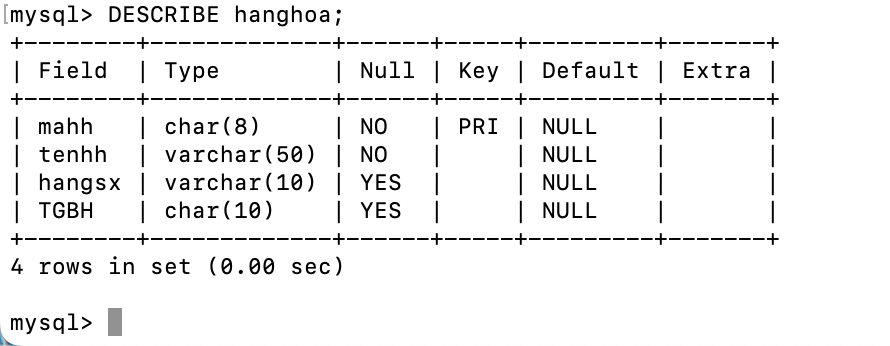 [mysql> DESCRIBE hanghoa;
+--------+-------------+------+-----+---------+-------+
| Field  | Type        | Null | Key | Default | Extra |
+--------+-------------+------+-----+---------+-------+
| mahh   | char(8)     | NO   | PRI | NULL    |       |
| tenhh  | varchar(50) | NO   |     | NULL    |       |
| hangsx | varchar(10) | YES  |     | NULL    |       |
| TGBH   | char(10)    | YES  |     | NULL    |       |
+--------+-------------+------+-----+---------+-------+
4 rows in set (0.00 sec)
mysql>